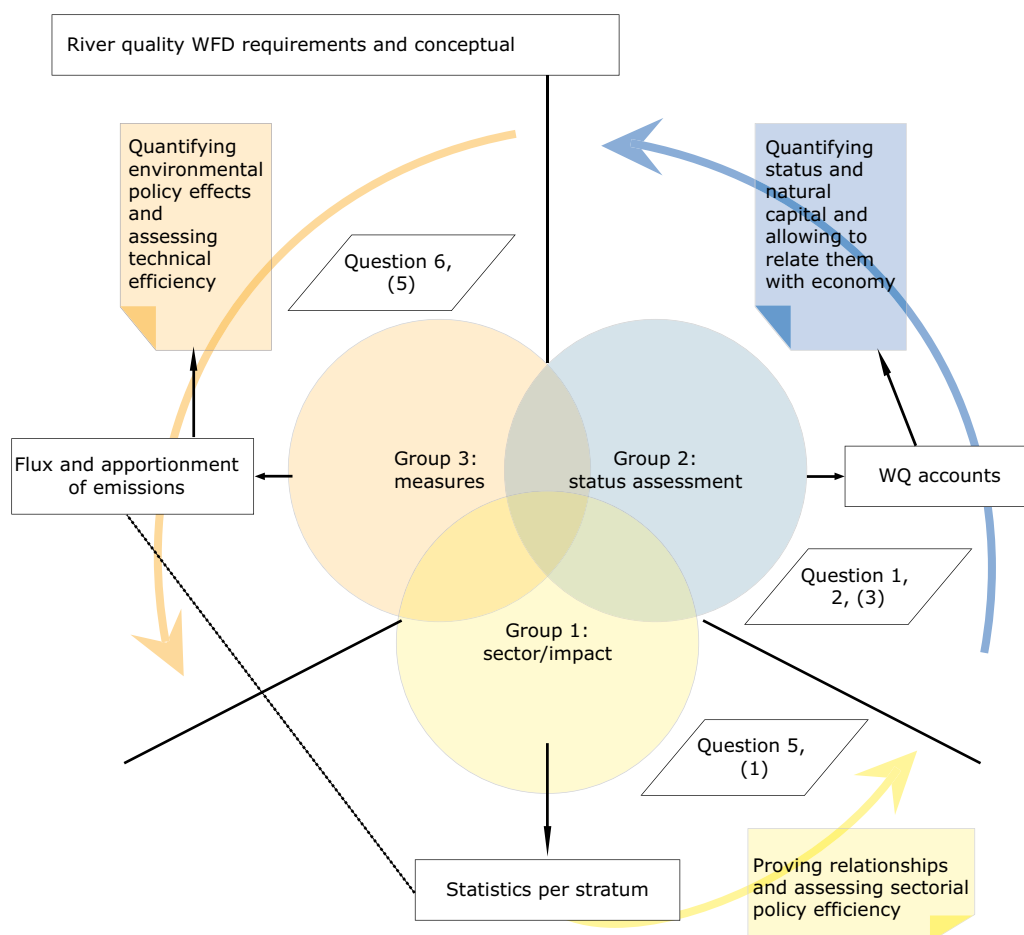 River quality WFD requirements and conceptual
Quantifying
environmental
policy effects
and
assessing
technical
efficiency
Quantifying
status and
natural
capital and
allowing to
relate them
with economy
Question 6,
(5)
Group 3:
measures
Group 2:
status assessment
Flux and apportionment
of emissions
WQ accounts
Question 1,
2, (3)
Group 1:
sector/impact
Question 5,
(1)
Statistics per stratum
Proving relationships
and assessing sectorial
policy efficiency